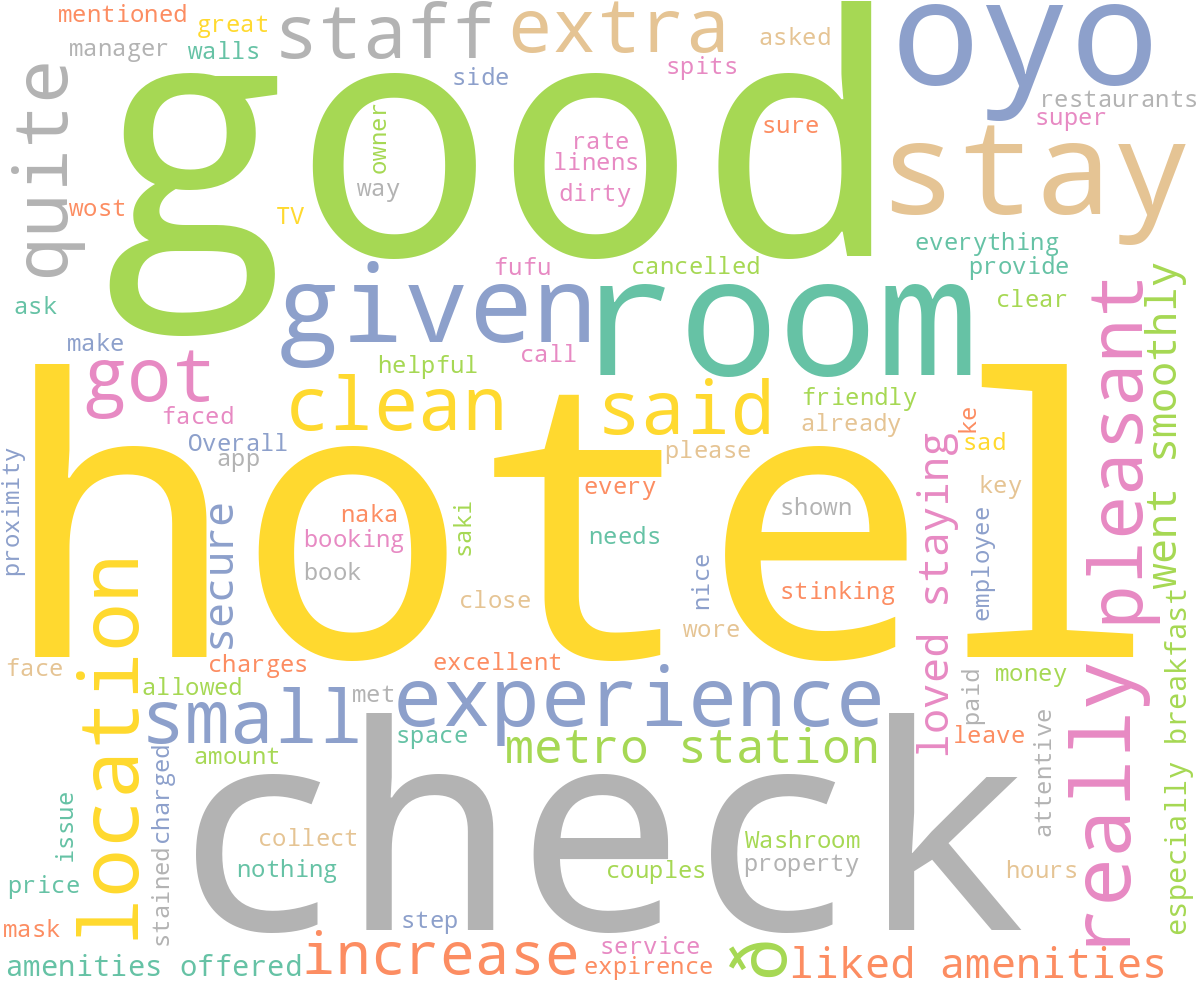 mentioned
great
staff
extra
asked
oyo
manager
walls
side
spits
restaurants
super
quite
good
owner
rate
linens
dirty
sure
stay
way
wost
TV
everything
provide
fufu
cancelled
clear
ask
given
room
make
got
helpful
call
clean
said
friendly
already
ke
faced
Overall
app
please
sad
pleasant
went smoothly
proximity
hotel
secure
naka
booking
book
saki
every
needs
shown
key
employee
loved staying
close
nice
stinking
wore
location
face
charges
excellent
allowed
met
money
paid
small
experience
especially breakfast
space
metro station
leave
amount
check
attentive
really
issue
charged
collect
nothing
Washroom
property
couples
hours
price
stained
step
mask
amenities offered
increase
service
expirence
liked amenities